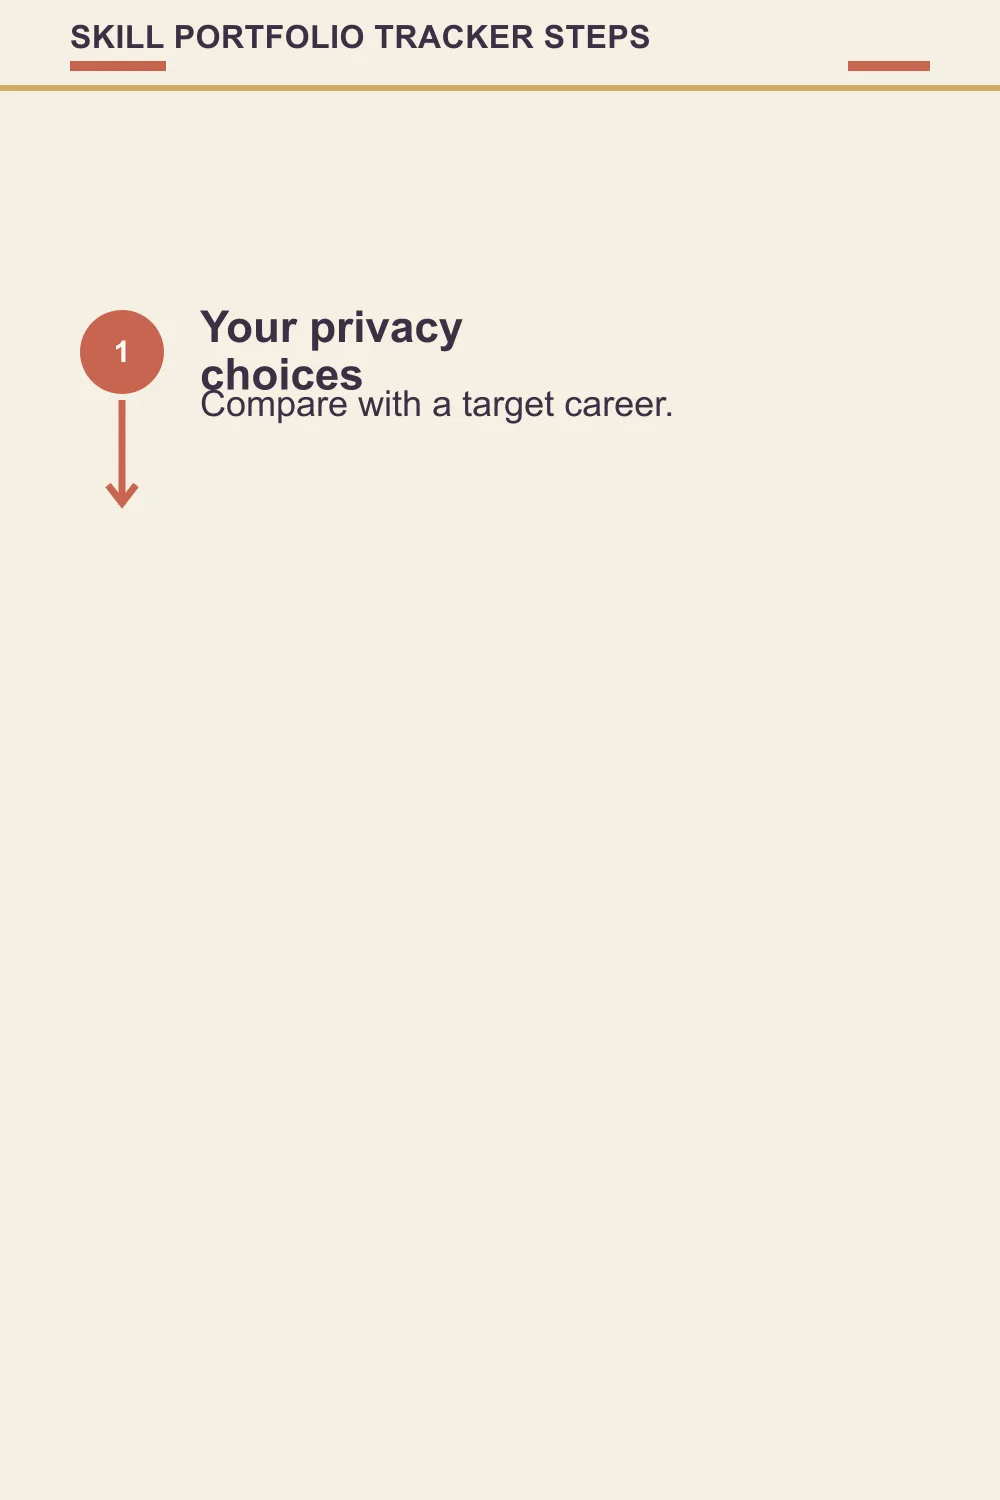 SKILL PORTFOLIO TRACKER STEPS
1
Your privacy
choices
Compare with a target career.